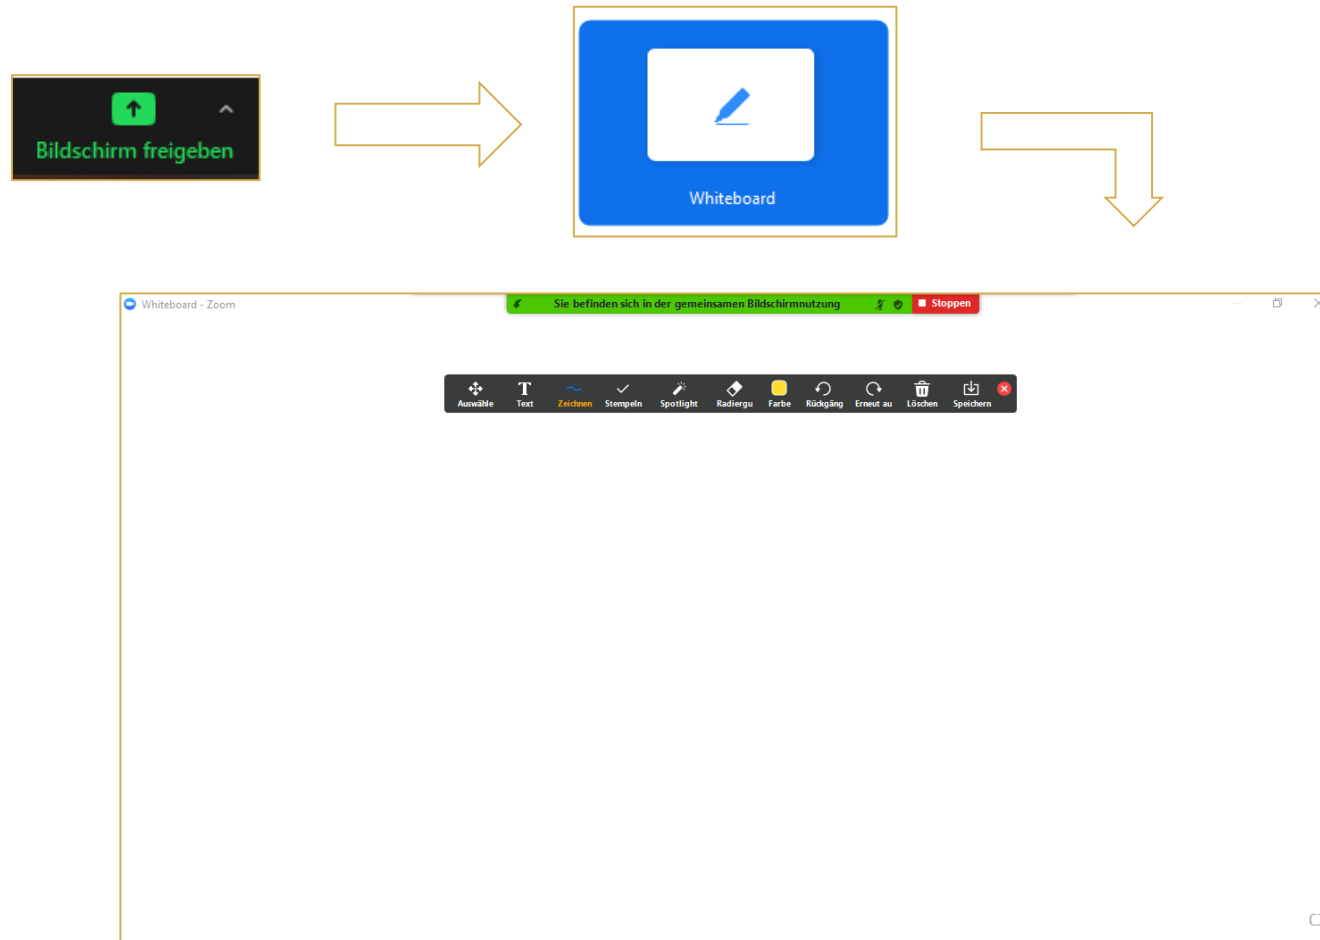 Bildschirm freigeben
Whiteboard
Whiteboard - Zoom
Sie befinden sich in der gemeinsamen Bildschirmnutzung
Stoppen
Auswähle Text Zeichnen Stempeln Spotlight Radiergu Farbe Rückgäng Erneut au Löschen Speichern